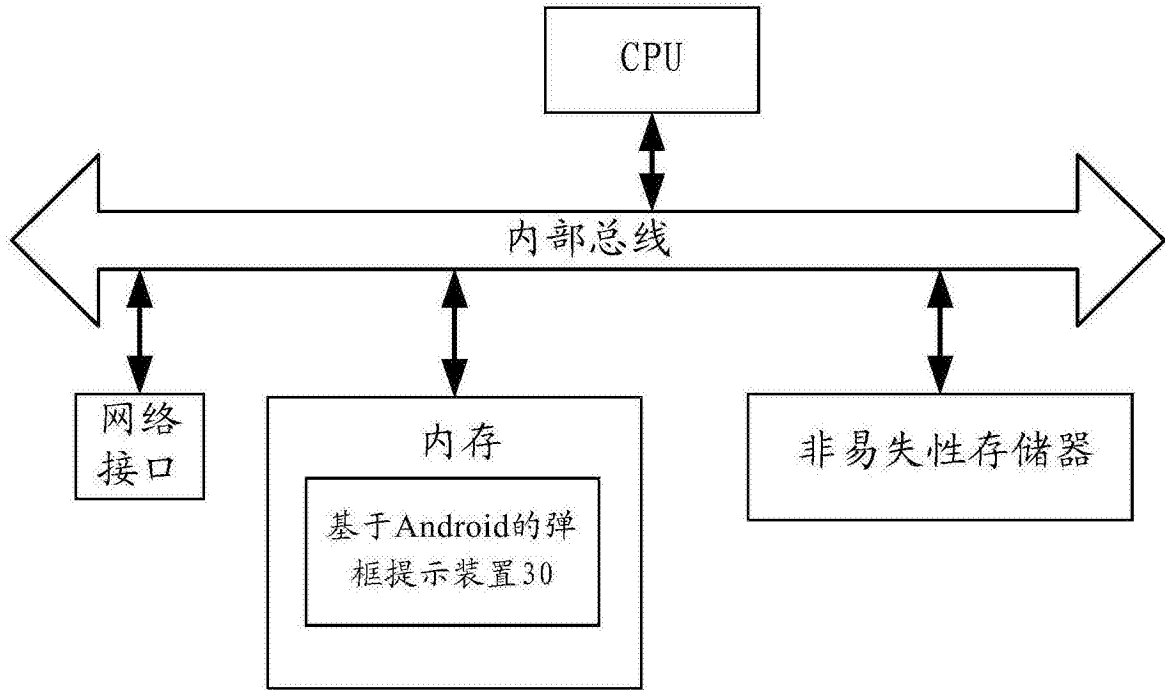 CPU
内部总线
网络
接口
内存
非易失性存储器
基于Android的弹
框提示装置30